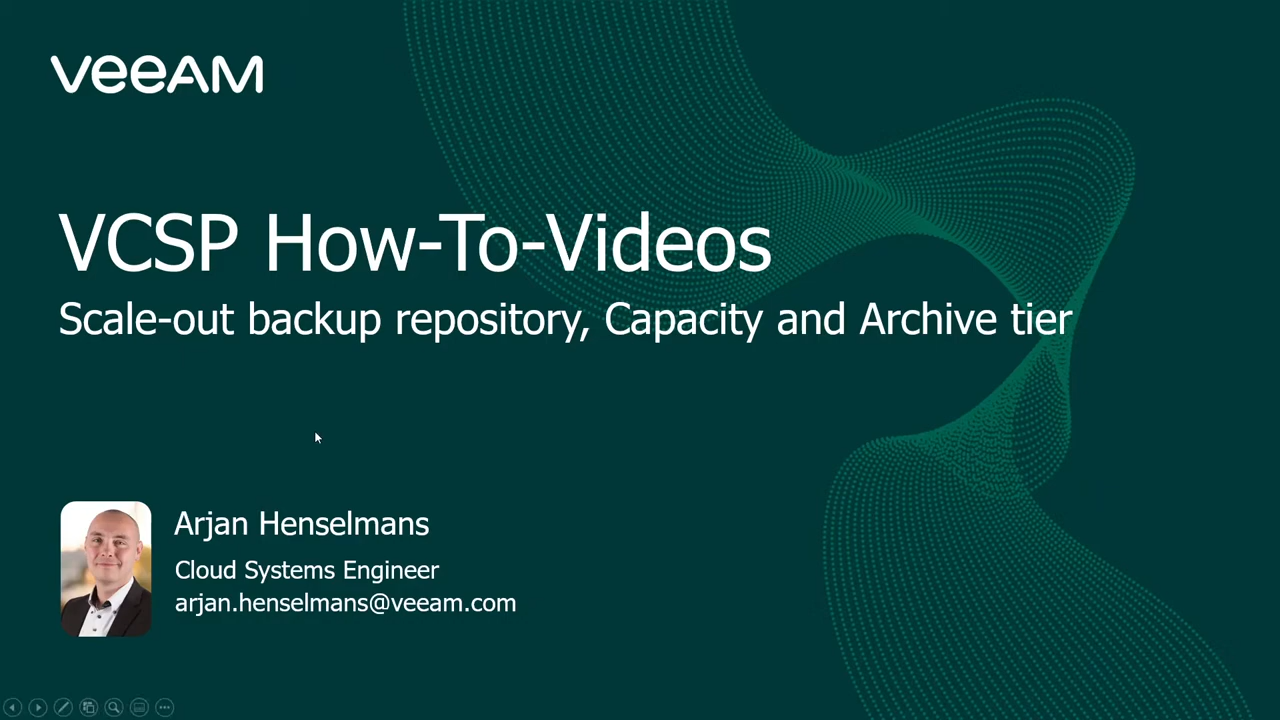 veeAM
VCSP How-To-Videos
Scale-out backup repository, Capacity and Archive tier
Arjan Henselmans
Cloud Systems Engineer
arjan.henselmans@veeam.com